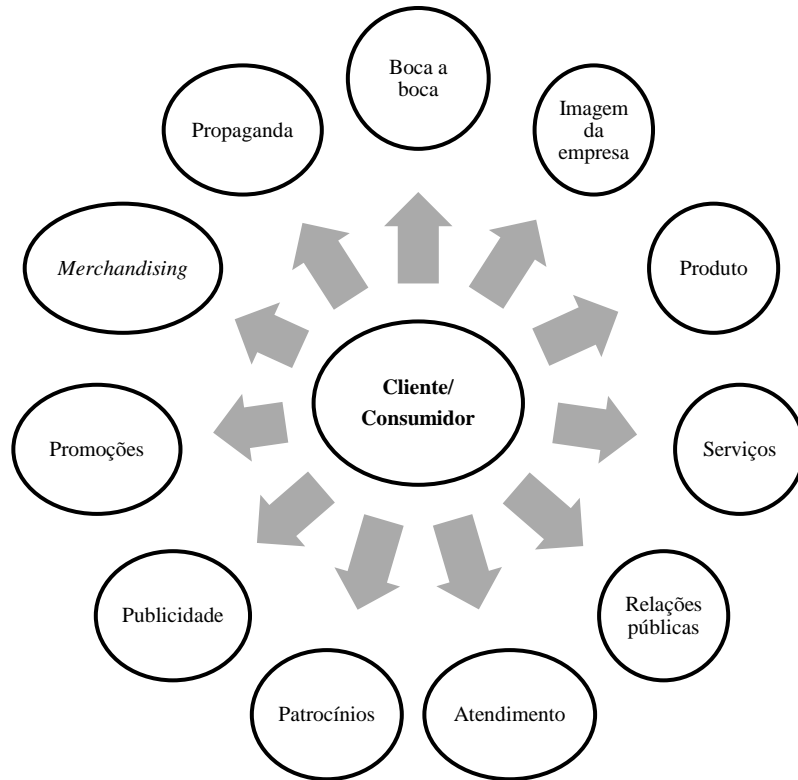 Boca a
boca
Imagem
da
empresa
Propaganda
Merchandising
Produto
Cliente/
Consumidor
Promoções
Serviços
Publicidade
Relações
públicas
Patrocínios
Atendimento